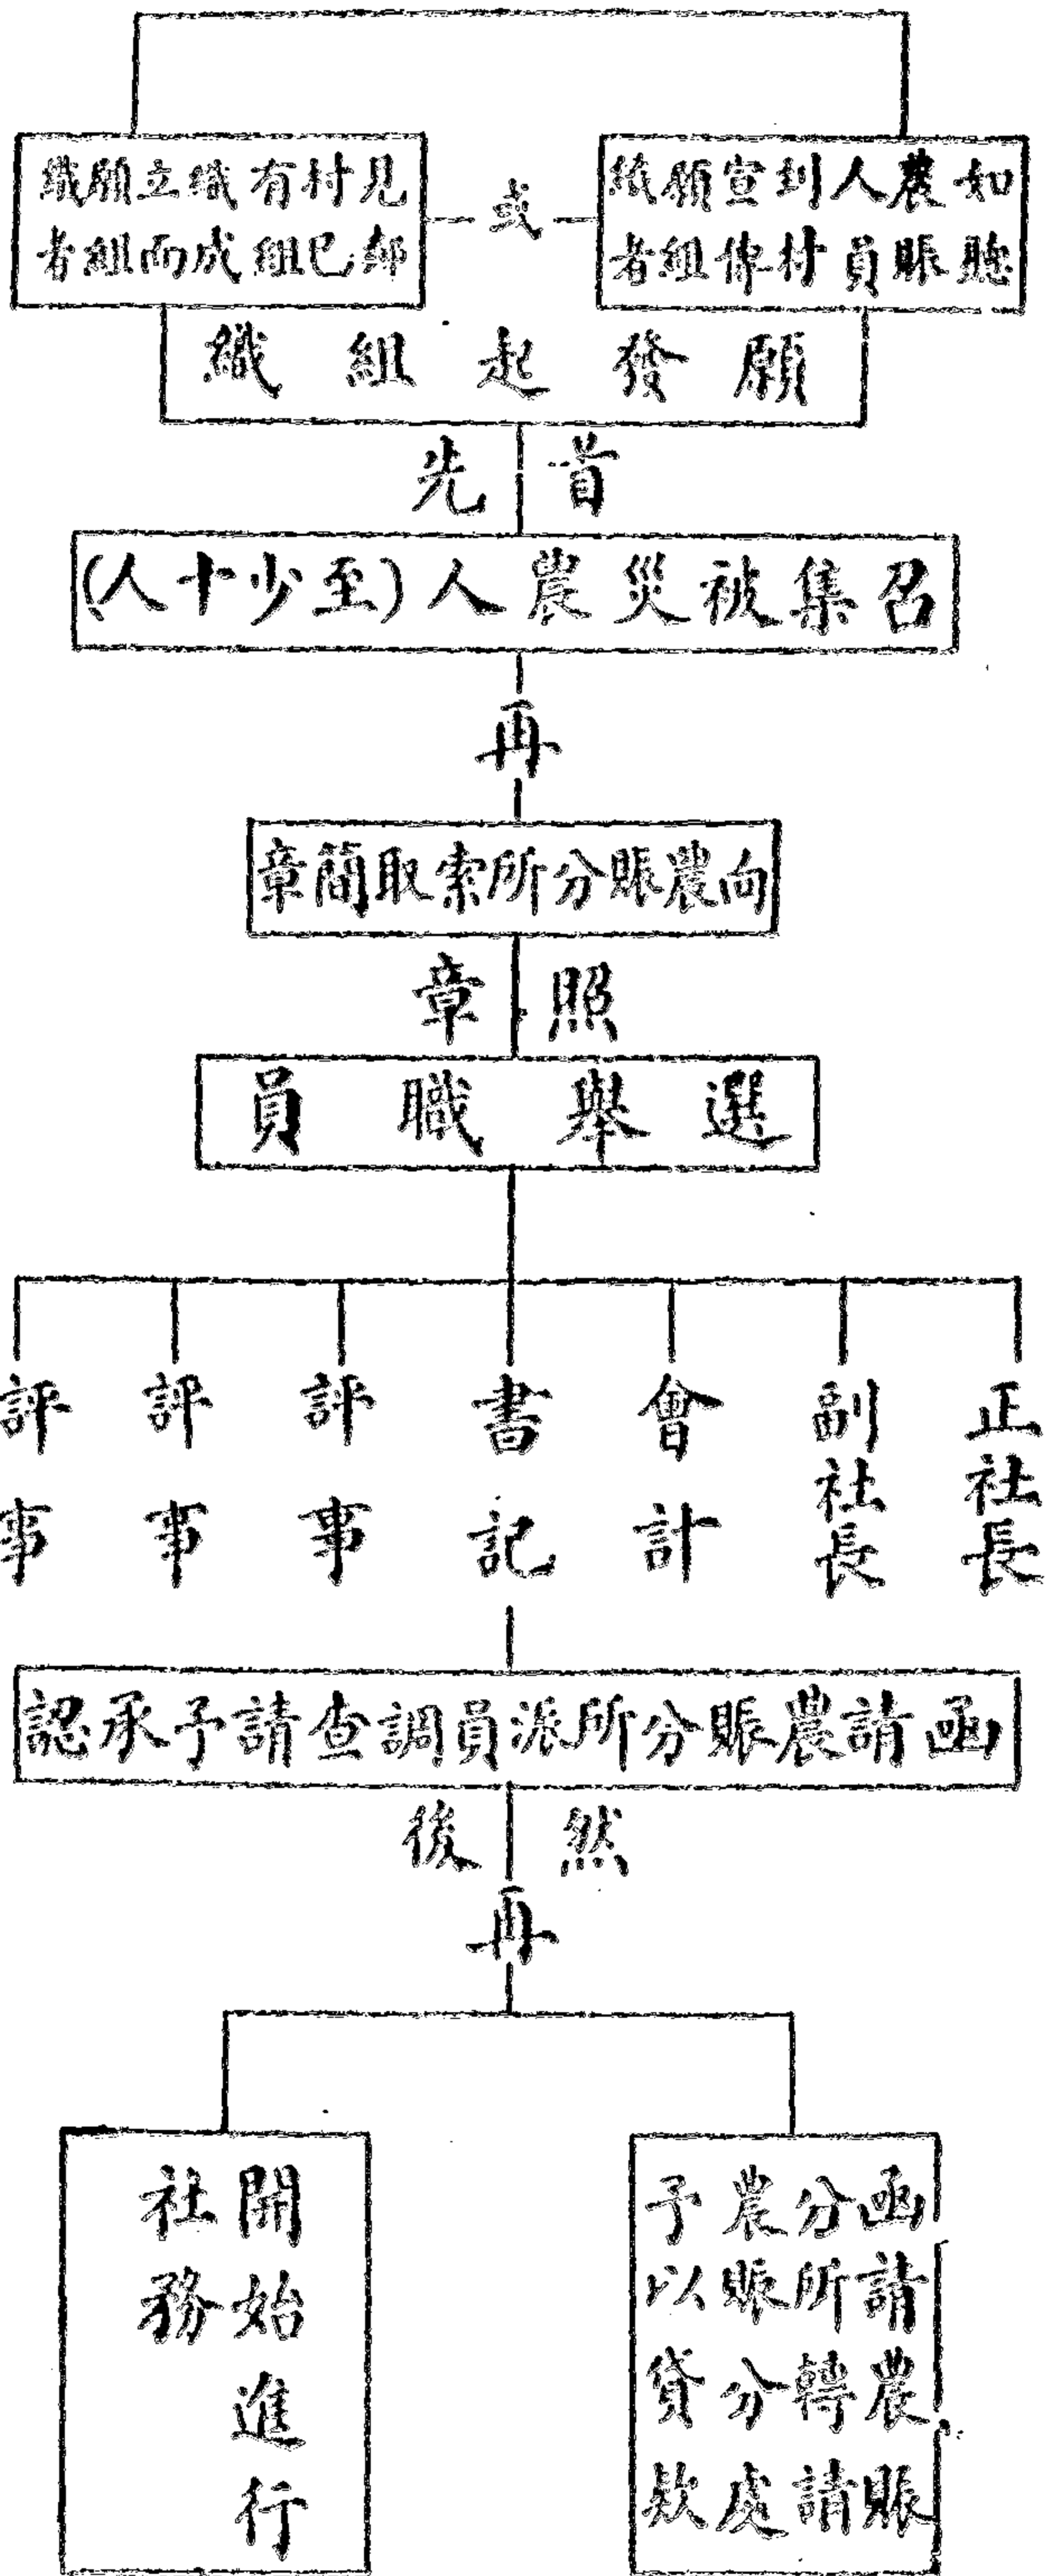 如聽農賑人員到村宣傳願組織者
或
見鄰村已有組織成立而願組織者
願發起組織
首先
召集被災農人(至少十人)
再
向農賑分所索取簡章
照章
選舉職員
正社長
副社長
會計
書記
評事
評事
評事
函請農賑分所派員調查請予承認
然後
再
函請農賑分所轉請農賑分處予以貸款
開始進行社務